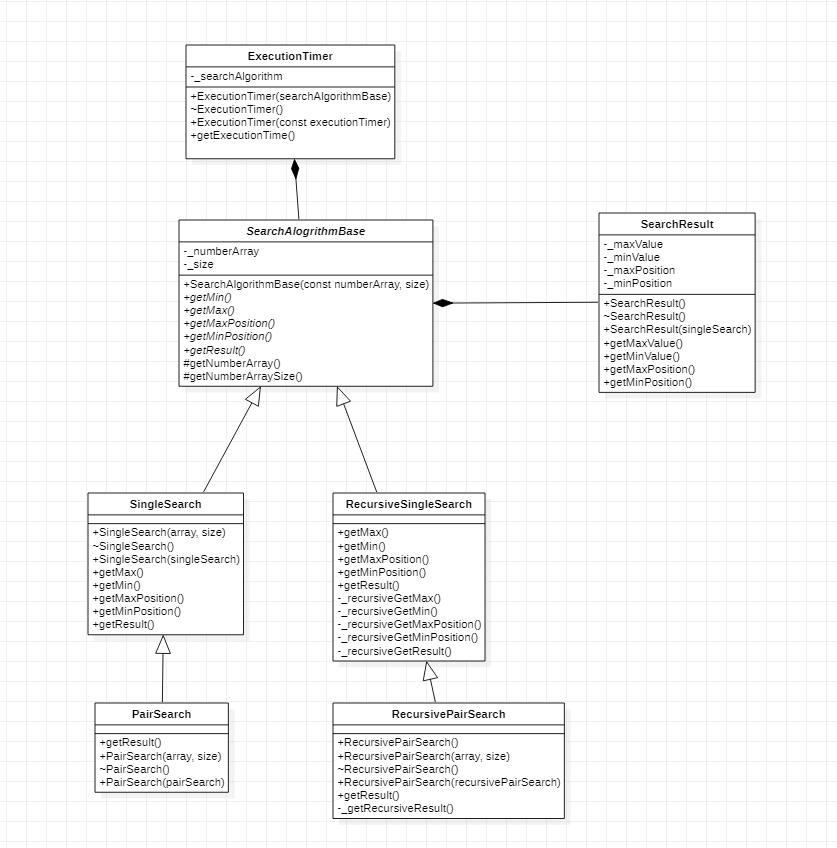 ExecutionTimer
-_searchAlgorithm
+ExecutionTimer(searchAlgorithmBase)
~ExecutionTimer()
+ExecutionTimer(const executionTimer)
+getExecutionTime()
SearchAlogrithmBase
-_numberArray
-_size
+SearchAlgorithmBase(const numberArray, size)
+getMin()
+getMax()
+getMaxPosition()
+getMinPosition()
+getResult()
#getNumberArray()
#getNumberArraySize()
SearchResult
-_maxValue
-_minValue
-_maxPosition
-_minPosition
+SearchResult()
~SearchResult()
+SearchResult(singleSearch)
+getMaxValue()
+getMinValue()
+getMaxPosition()
+getMinPosition()
SingleSearch
+SingleSearch(array, size)
~SingleSearch()
+SingleSearch(singleSearch)
+getMax()
+getMin()
+getMaxPosition()
+getMinPosition()
+getResult()
RecursiveSingleSearch
+getMax()
+getMin()
+getMaxPosition()
+getMinPosition()
+getResult()
-_recursiveGetMax()
-_recursiveGetMin()
-_recursiveGetMaxPosition()
-_recursiveGetMinPosition()
-_recursiveGetResult()
PairSearch
+getResult()
+PairSearch(array, size)
~PairSearch()
+PairSearch(pairSearch)
RecursivePairSearch
+RecursivePairSearch()
+RecursivePairSearch(array, size)
~RecursivePairSearch()
+RecursivePairSearch(recursivePairSearch)
+getResult()
-_getRecursiveResult()